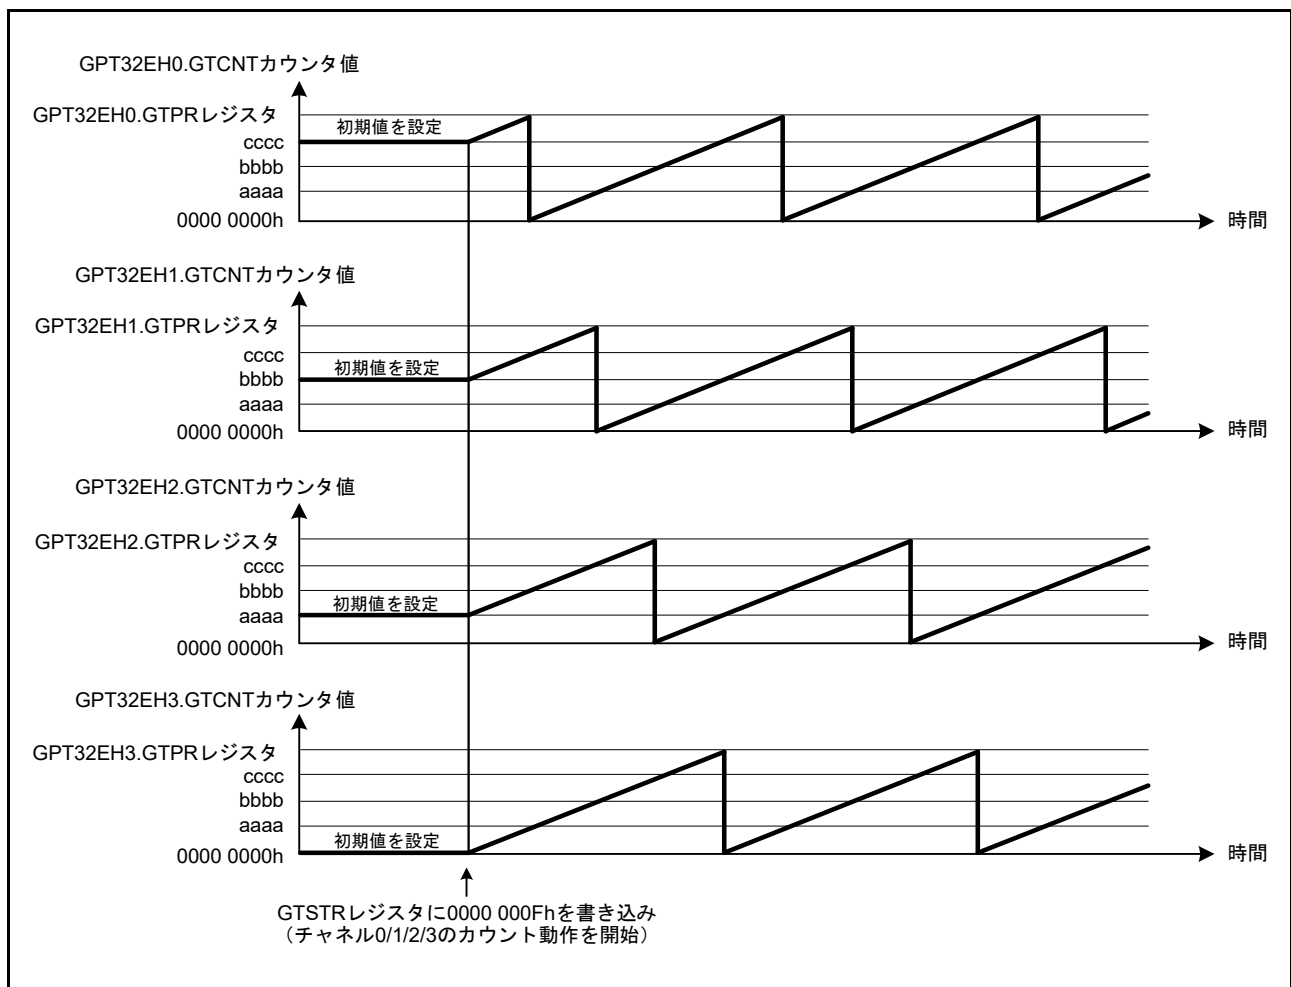 GPT32EH0.GTCNTカウンタ値
GPT32EH0.GTPRレジスタ
初期値を設定
cccc
bbbb
aaaa
0000 0000h
時間
GPT32EH1.GTCNTカウンタ値
GPT32EH1.GTPRレジスタ
cccc
初期値を設定
bbbb
aaaa
0000 0000h
時間
GPT32EH2.GTCNTカウンタ値
GPT32EH2.GTPRレジスタ
cccc
bbbb
初期値を設定
aaaa
0000 0000h
時間
GPT32EH3.GTCNTカウンタ値
GPT32EH3.GTPRレジスタ
cccc
bbbb
aaaa
初期値を設定
0000 0000h
時間
GTSTRレジスタに0000 000Fhを書き込み
（チャネル0/1/2/3のカウント動作を開始）